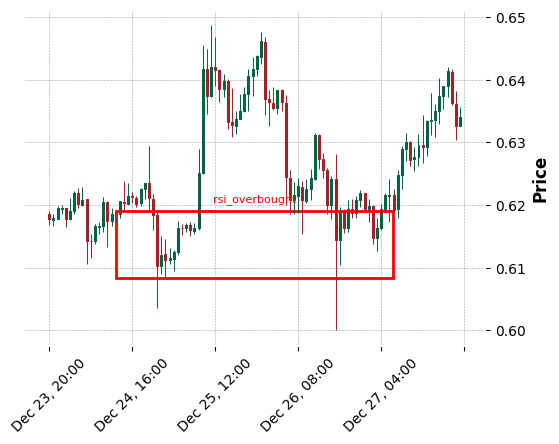 0.65
0.64
0.63
0.62
0.61
0.60
Price
rsi_overbought
Dec 23, 20:00
Dec 24, 16:00
Dec 25, 12:00
Dec 26, 08:00
Dec 27, 04:00